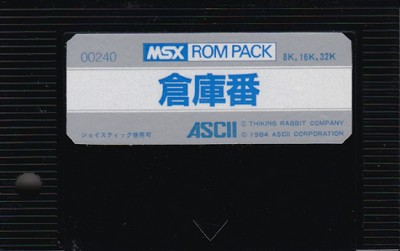 00240 MSX ROM PACK 8K, 16K, 32K
倉庫番
ジョイスティック使用可 ASCII © THIKING RABBIT COMPANY
© 1984 ASCII CORPORATION